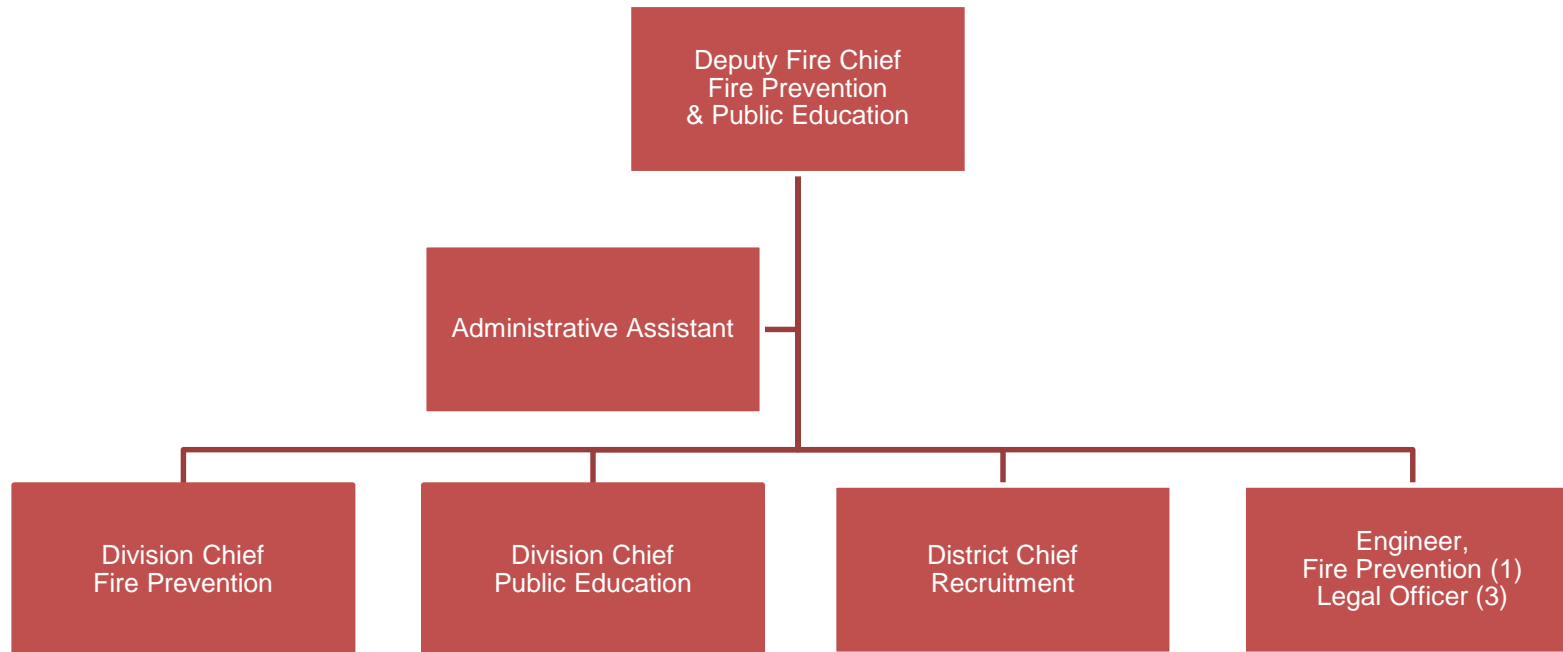 Deputy Fire Chief
Fire Prevention
& Public Education
Administrative Assistant
Division Chief
Fire Prevention
Division Chief
Public Education
District Chief
Recruitment
Engineer,
Fire Prevention (1)
Legal Officer (3)